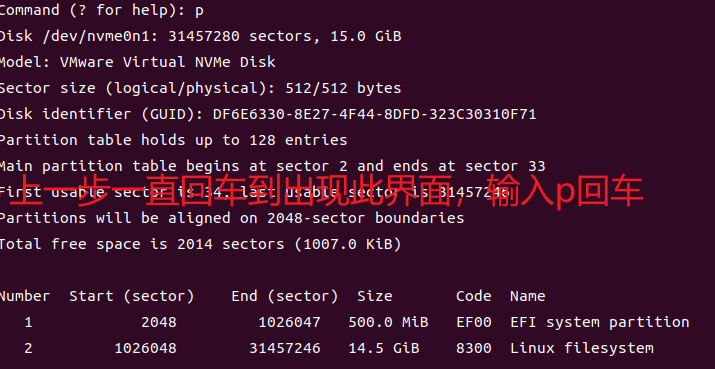 Command (? for help): p
Disk /dev/nvme0n1: 31457280 sectors, 15.0 GiB
Model: VMware Virtual NVMe Disk
Sector size (logical/physical): 512/512 bytes
Disk identifier (GUID): DF6E6330-8E27-4F44-8DFD-323C30310F71
Partition table holds up to 128 entries
Main partition table begins at sector 2 and ends at sector 33
First usable sector is 34, last usable sector is 31457246
上一步一直回车到出现此界面，输入p回车
Partitions will be aligned on 2048-sector boundaries
Total free space is 2014 sectors (1007.0 KiB)
Number  Start (sector)    End (sector)  Size       Code  Name
1            2048         1026047   500.0 MiB   EF00  EFI system partition
2         1026048        31457246   14.5 GiB    8300  Linux filesystem